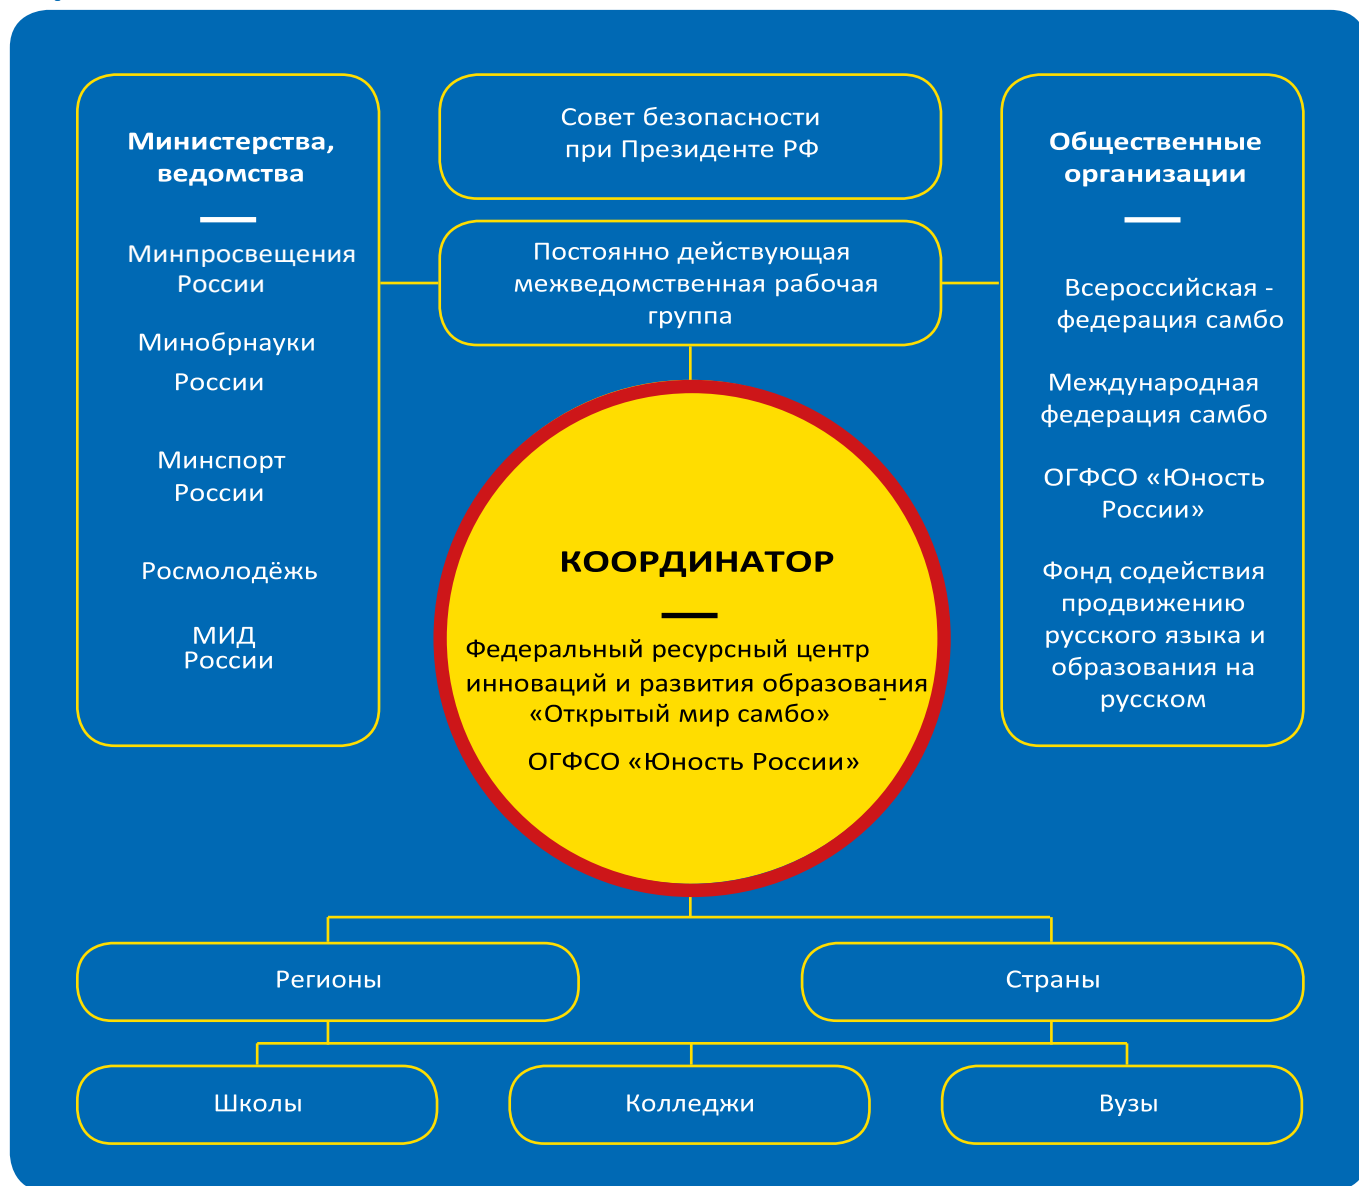 Министерства,
ведомства
Минпросвещения
России
Минобрнауки
России
Минспорт
России
Росмолодёжь
МИД
России
Совет безопасности
при Президенте РФ
Постоянно действующая
межведомственная рабочая
группа
Общественные
организации
Всероссийская -
федерация самбо
Международная
федерация самбо
ОГФСО «Юность
России»
Фонд содействия
продвижению
русского языка и
образования на
русском
КООРДИНАТОР
Федеральный ресурсный центр
инноваций и развития образования
«Открытый мир самбо» -
ОГФСО «Юность России»
Регионы
Страны
Школы
Колледжи
Вузы